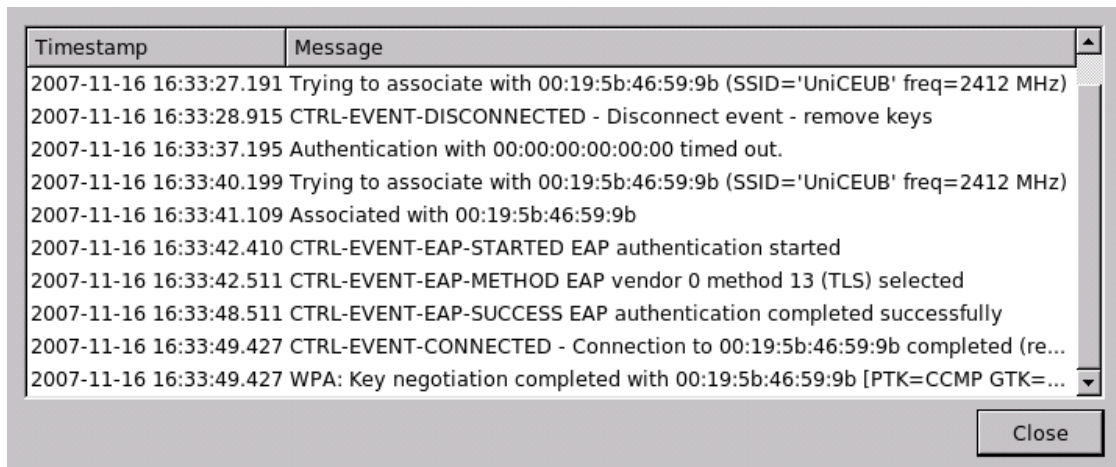 Timestamp Message
2007-11-16 16:33:27.191 Trying to associate with 00:19:5b:46:59:9b (SSID='UniCEUB' freq=2412 MHz)
2007-11-16 16:33:28.915 CTRL-EVENT-DISCONNECTED - Disconnect event - remove keys
2007-11-16 16:33:37.195 Authentication with 00:00:00:00:00:00 timed out.
2007-11-16 16:33:40.199 Trying to associate with 00:19:5b:46:59:9b (SSID='UniCEUB' freq=2412 MHz)
2007-11-16 16:33:41.109 Associated with 00:19:5b:46:59:9b
2007-11-16 16:33:42.410 CTRL-EVENT-EAP-STARTED EAP authentication started
2007-11-16 16:33:42.511 CTRL-EVENT-EAP-METHOD EAP vendor 0 method 13 (TLS) selected
2007-11-16 16:33:48.511 CTRL-EVENT-EAP-SUCCESS EAP authentication completed successfully
2007-11-16 16:33:49.427 CTRL-EVENT-CONNECTED - Connection to 00:19:5b:46:59:9b completed (re...
2007-11-16 16:33:49.427 WPA: Key negotiation completed with 00:19:5b:46:59:9b [PTK=CCMP GTK=...
Close